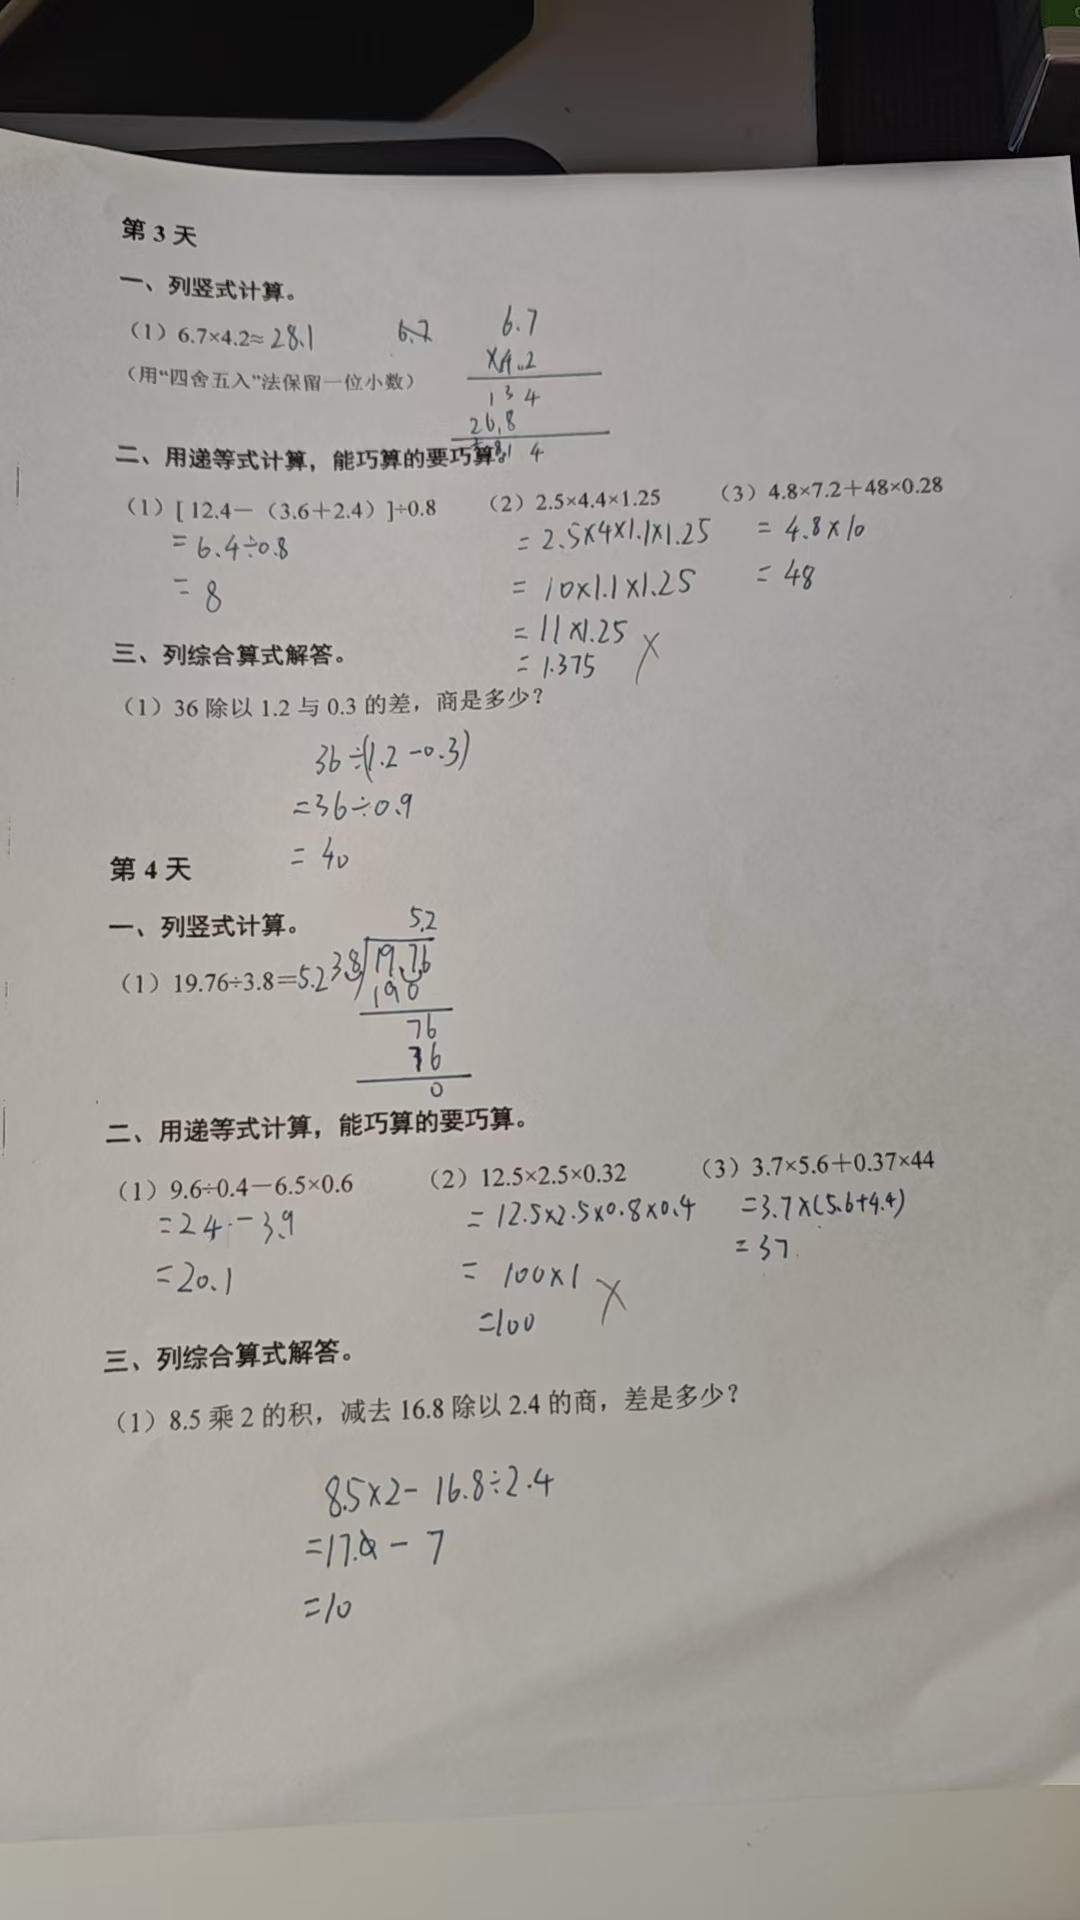 第 3 天
一、列竖式计算。
（1）6.7×4.2≈28.1
6.7
6.7
×4.2
（用“四舍五入”法保留一位小数）
1 3 4
26.8
28.1 4
二、用递等式计算，能巧算的要巧算。
（1）[ 12.4－（3.6＋2.4）]÷0.8 （2）2.5×4.4×1.25 （3）4.8×7.2＋48×0.28
=6.4÷0.8 =2.5×4×1.1×1.25 =4.8×10
=8 =10×1.1×1.25 =48
=11×1.25
=1.375 ×
三、列综合算式解答。
（1）36 除以 1.2 与 0.3 的差，商是多少？
36÷(1.2-0.3)
=36÷0.9
=40
第 4 天
一、列竖式计算。
（1）19.76÷3.8＝5.2
5.2
3.8 19.76
190
76
76
0
二、用递等式计算，能巧算的要巧算。
（1）9.6÷0.4－6.5×0.6 （2）12.5×2.5×0.32 （3）3.7×5.6＋0.37×44
=24-3.9 =12.5×2.5×0.8×0.4 =3.7×(5.6+4.4)
=20.1 =100×1 × =37
=100
三、列综合算式解答。
（1）8.5 乘 2 的积，减去 16.8 除以 2.4 的商，差是多少？
8.5×2-16.8÷2.4
=17.0-7
=10